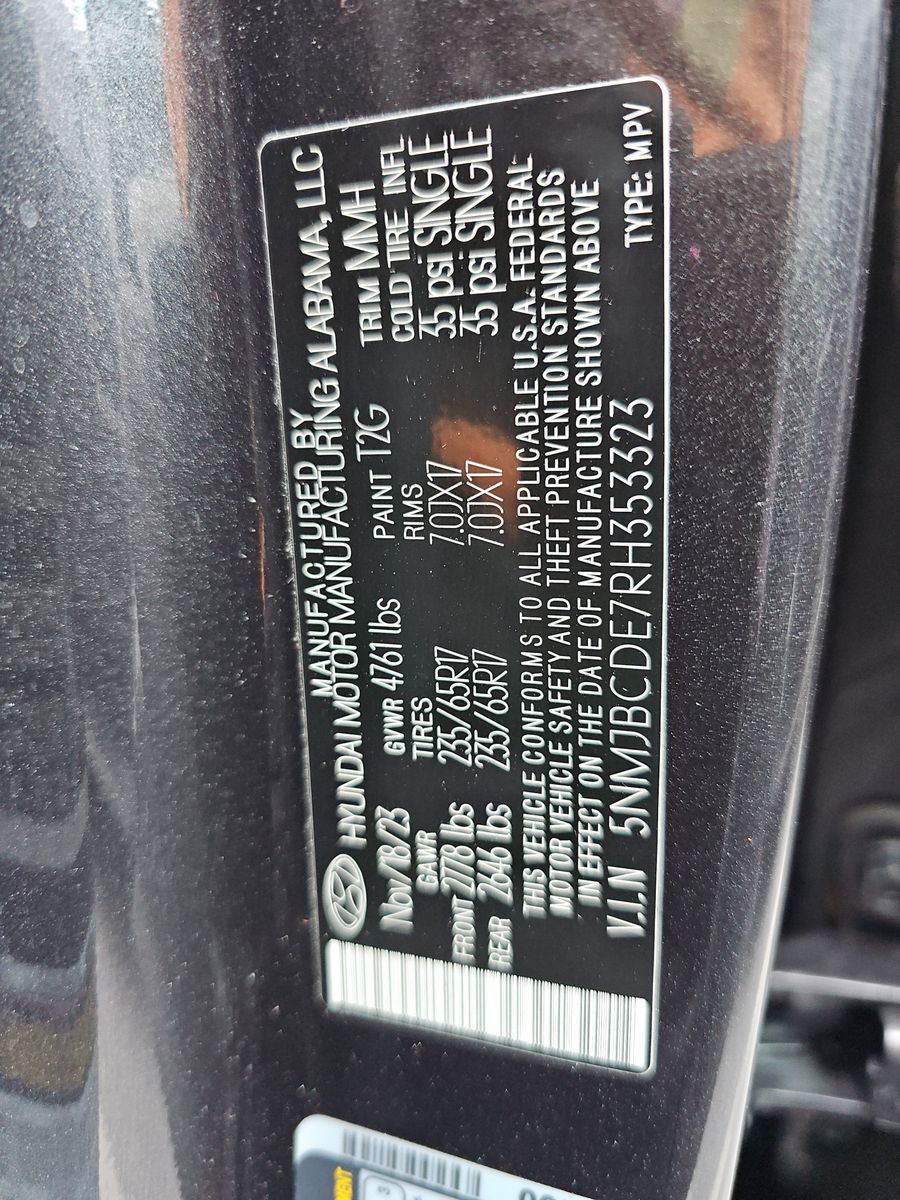 MANUFACTURED BY
HYUNDAI MOTOR MANUFACTURING ALABAMA, LLC
Nov/18/23 GVWR 4761 lbs PAINT T2G TRIM MMH
GAWR TIRES RIMS COLD TIRE INFL
FRONT 2778 lbs 235/65R17 7.0JX17 35 psi SINGLE
REAR 2646 lbs 235/65R17 7.0JX17 35 psi SINGLE
THIS VEHICLE CONFORMS TO ALL APPLICABLE U.S.A. FEDERAL
MOTOR VEHICLE SAFETY AND THEFT PREVENTION STANDARDS
IN EFFECT ON THE DATE OF MANUFACTURE SHOWN ABOVE
V.I.N 5NMJBCDE7RH353323 TYPE: MPV